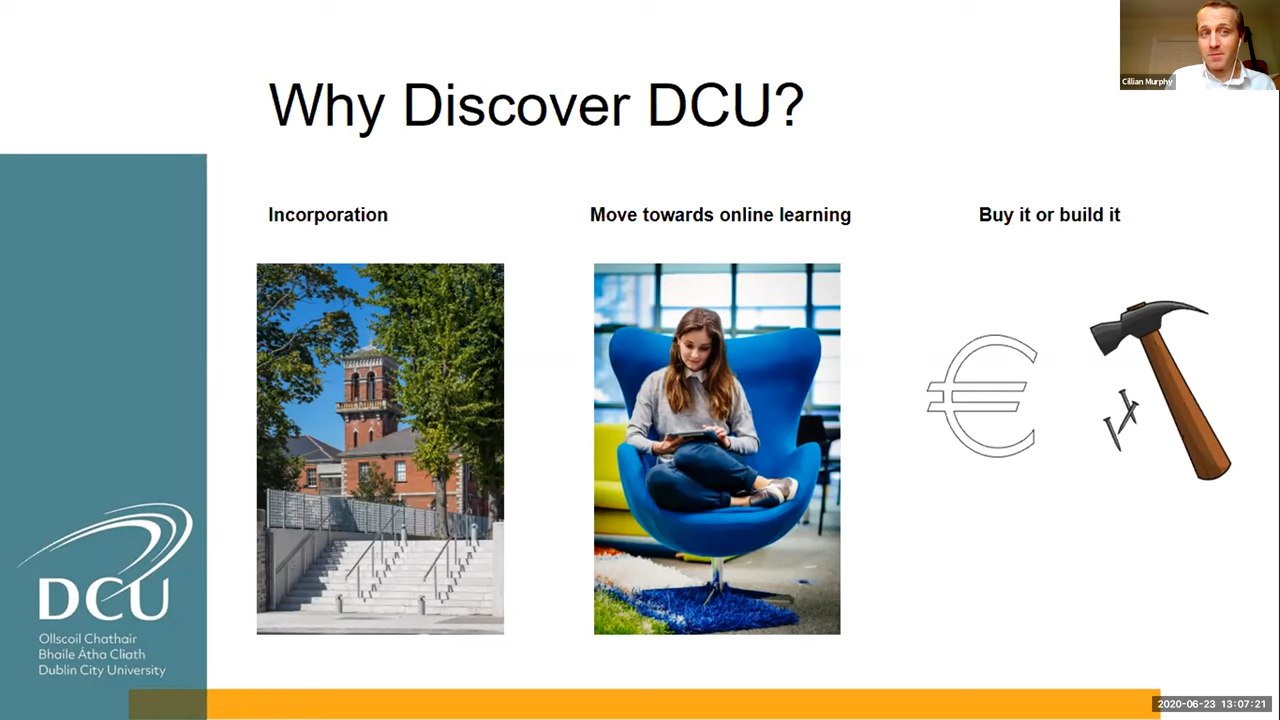 Cillian Murphy
Why Discover DCU?
Incorporation
Move towards online learning
Buy it or build it
€
DCU
Ollscoil Chathair
Bhaile Átha Cliath
Dublin City University
2020-06-23 13:07:21